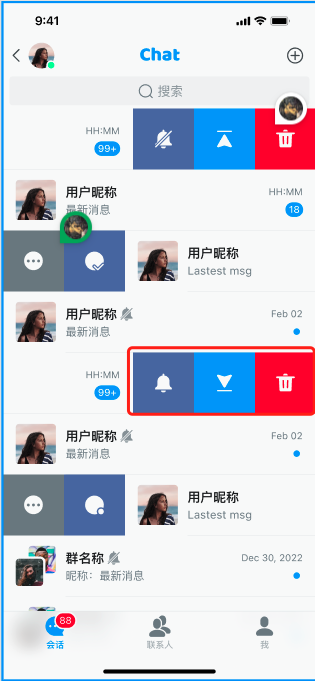 9:41
Chat
搜索
HH:MM
99+
用户昵称
HH:MM
最新消息
18
用户昵称
Lastest msg
用户昵称
Feb 02
最新消息
HH:MM
99+
用户昵称
Feb 02
最新消息
用户昵称
Lastest msg
群名称
Dec 30, 2022
昵称：最新消息
88
会话
联系人
我